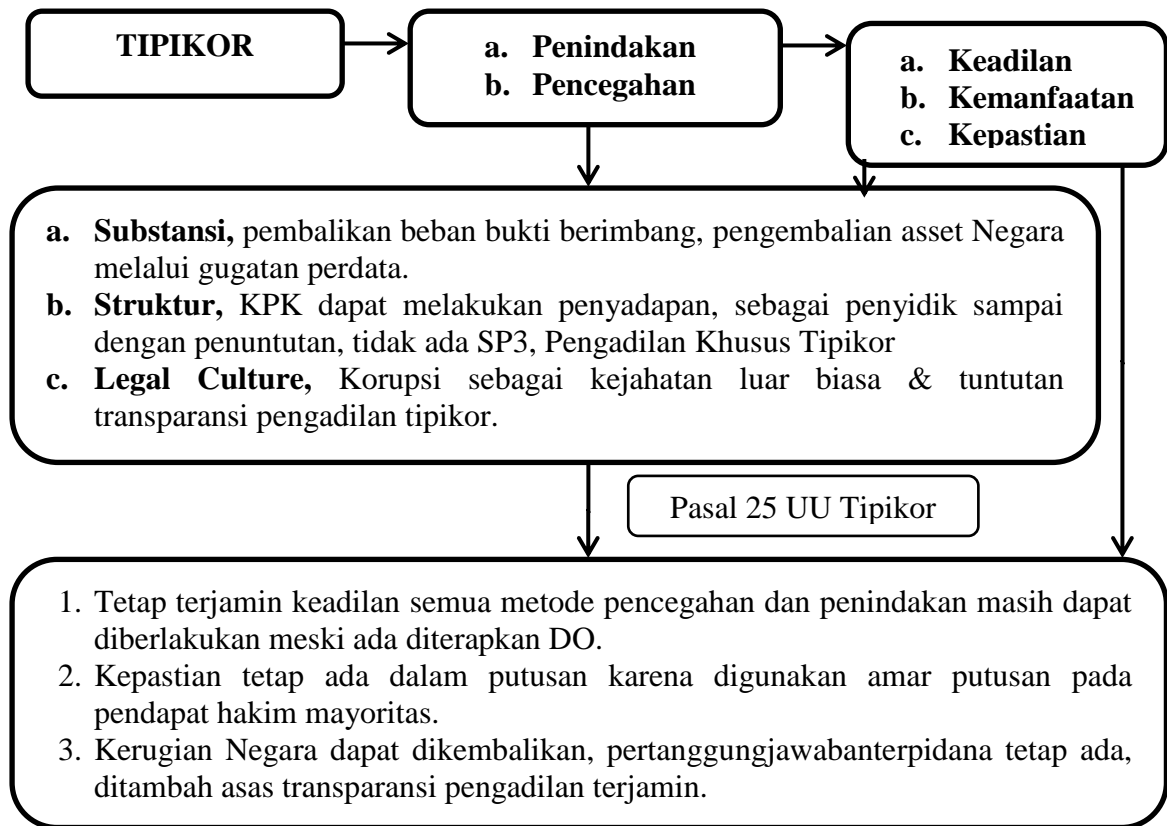 TIPIKOR
a. Penindakan
b. Pencegahan
a. Keadilan
b. Kemanfaatan
c. Kepastian
a. Substansi, pembalikan beban bukti berimbang, pengembalian asset Negara
melalui gugatan perdata.
b. Struktur, KPK dapat melakukan penyadapan, sebagai penyidik sampai
dengan penuntutan, tidak ada SP3, Pengadilan Khusus Tipikor
c. Legal Culture, Korupsi sebagai kejahatan luar biasa & tuntutan
transparansi pengadilan tipikor.
Pasal 25 UU Tipikor
1. Tetap terjamin keadilan semua metode pencegahan dan penindakan masih dapat
diberlakukan meski ada diterapkan DO.
2. Kepastian tetap ada dalam putusan karena digunakan amar putusan pada
pendapat hakim mayoritas.
3. Kerugian Negara dapat dikembalikan, pertanggungjawabanterpidana tetap ada,
ditambah asas transparansi pengadilan terjamin.